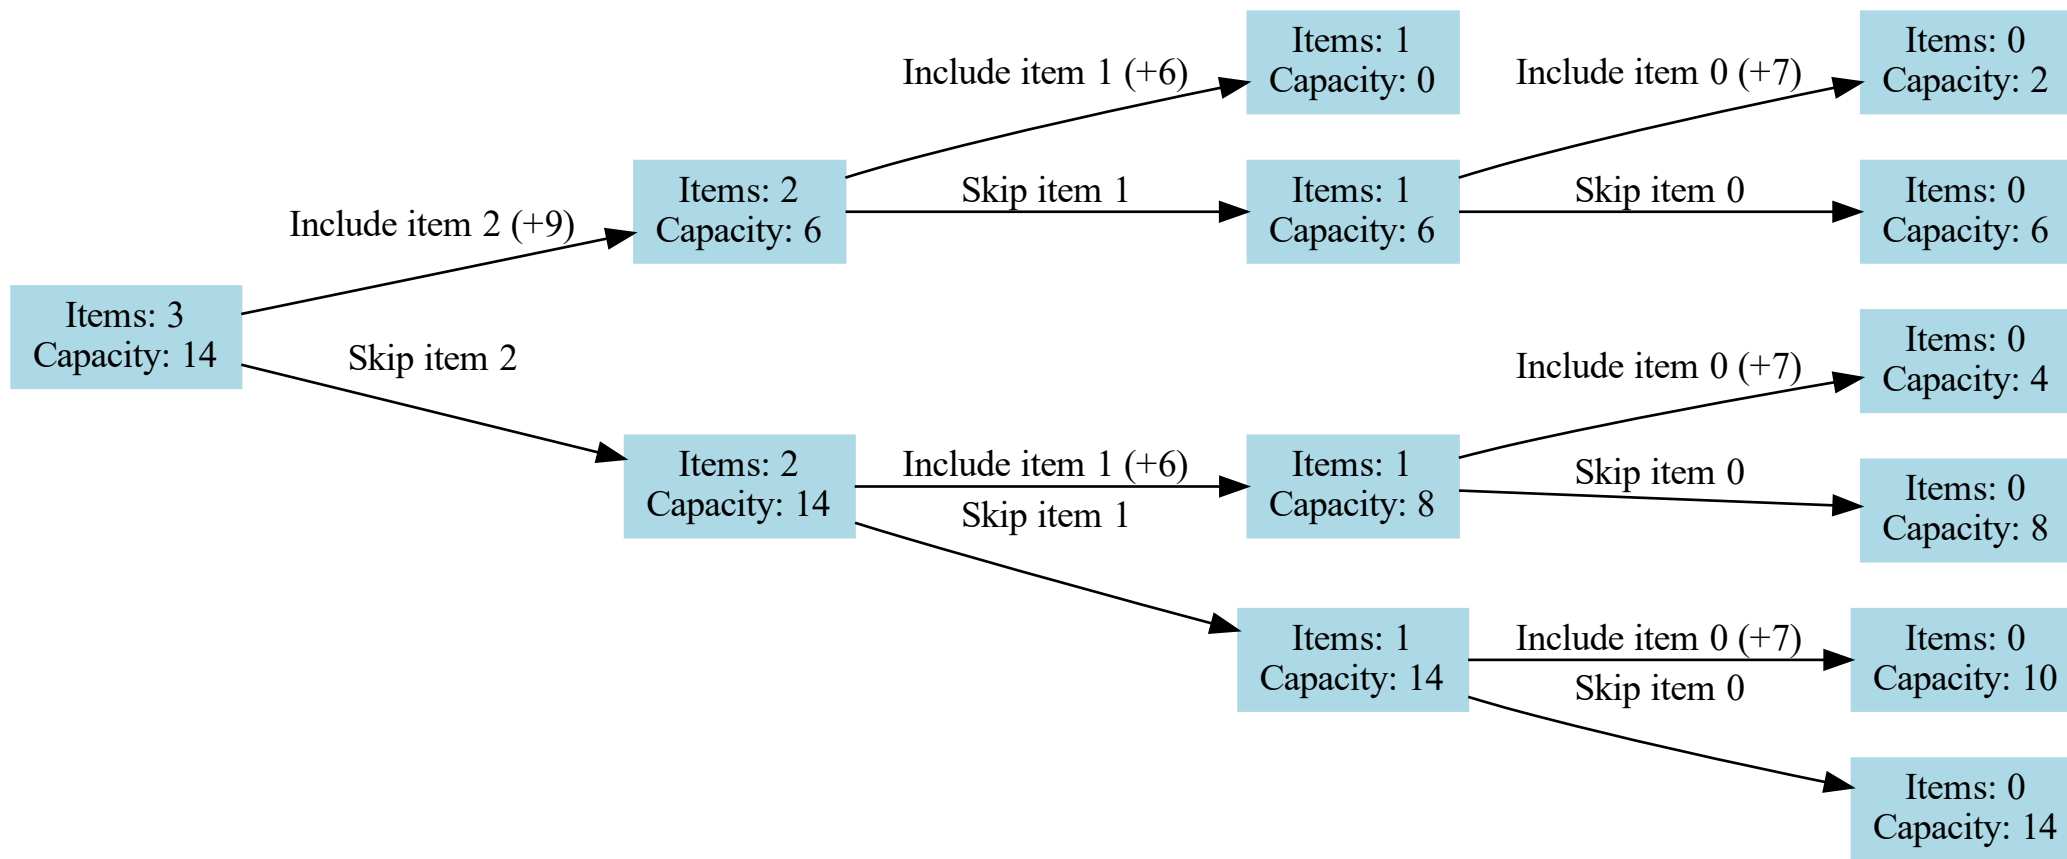 Items: 3
Capacity: 14
Include item 2 (+9)
Skip item 2
Items: 2
Capacity: 6
Items: 2
Capacity: 14
Include item 1 (+6)
Skip item 1
Include item 1 (+6)
Skip item 1
Items: 1
Capacity: 0
Items: 1
Capacity: 6
Items: 1
Capacity: 8
Items: 1
Capacity: 14
Include item 0 (+7)
Skip item 0
Include item 0 (+7)
Skip item 0
Include item 0 (+7)
Skip item 0
Items: 0
Capacity: 2
Items: 0
Capacity: 6
Items: 0
Capacity: 4
Items: 0
Capacity: 8
Items: 0
Capacity: 10
Items: 0
Capacity: 14